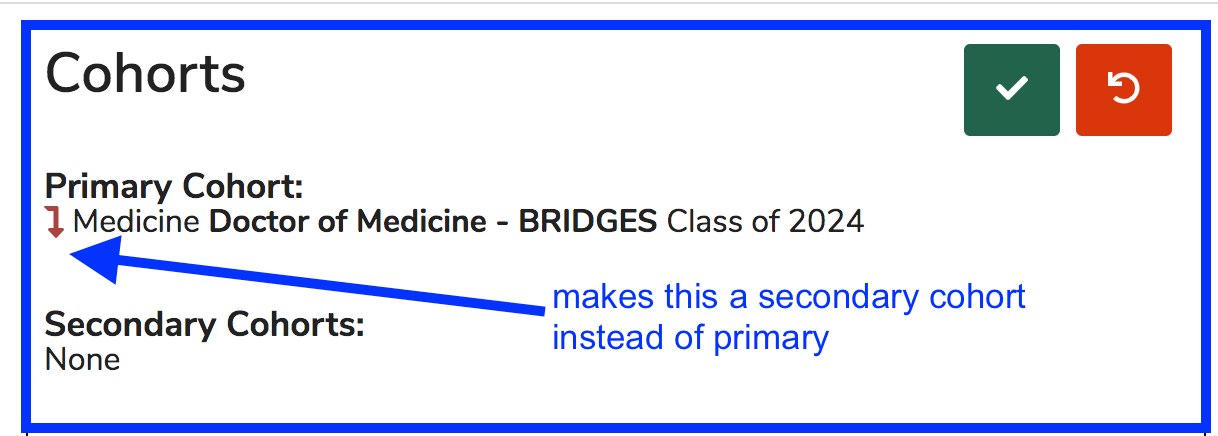 Cohorts
Primary Cohort:
Medicine Doctor of Medicine - BRIDGES Class of 2024
makes this a secondary cohort
instead of primary
Secondary Cohorts:
None